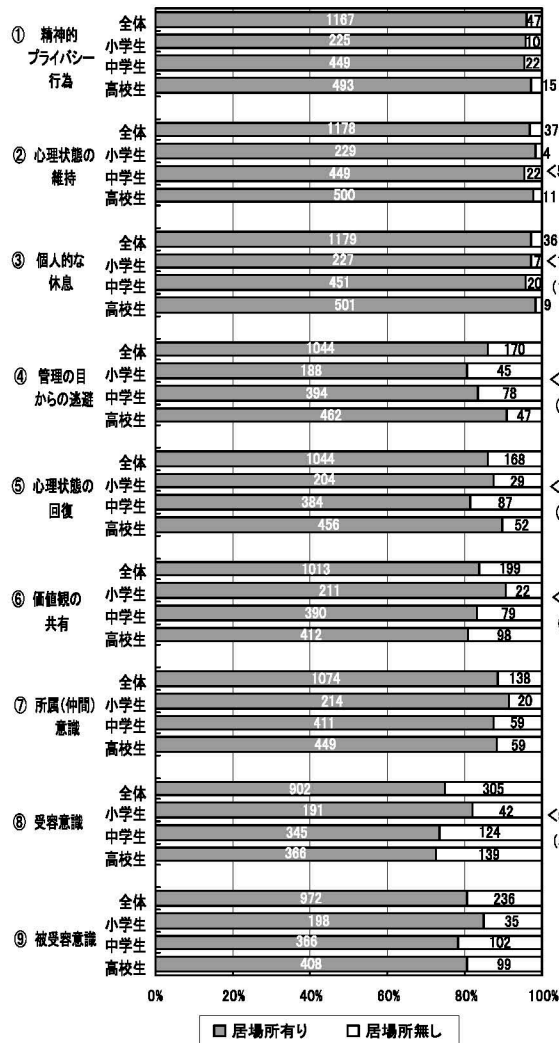 全体 1167 47
① 精神的 小学生 225 10
プライバシー 中学生 449 22
行為 高校生 493 15
全体 1178 37
② 心理状態の 小学生 229 4
維持 中学生 449 22
高校生 500 11
全体 1179 36
③ 個人的な 小学生 227 7
休息 中学生 451 20
高校生 501 9
全体 1044 170
④ 管理の目 小学生 188 45
からの逃避 中学生 394 78
高校生 462 47
全体 1044 168
⑤ 心理状態の 小学生 204 29
回復 中学生 384 87
高校生 456 52
全体 1013 199
⑥ 価値観の 小学生 211 22
共有 中学生 390 79
高校生 412 98
全体 1074 138
⑦ 所属(仲間) 小学生 214 20
意識 中学生 411 59
高校生 449 59
全体 902 305
⑧ 受容意識 小学生 191 42
中学生 345 124
高校生 366 139
全体 972 236
⑨ 被受容意識 小学生 198 35
中学生 366 102
高校生 408 99
0% 20% 40% 60% 80% 100%
居場所有り 居場所無し